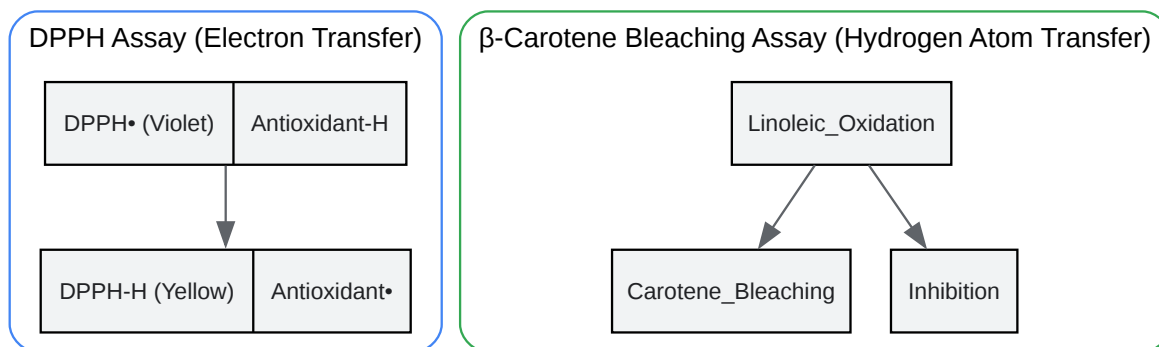 DPPH Assay (Electron Transfer)
DPPH• (Violet)
Antioxidant-H
DPPH-H (Yellow)
Antioxidant•
β-Carotene Bleaching Assay (Hydrogen Atom Transfer)
Linoleic_Oxidation
Carotene_Bleaching
Inhibition